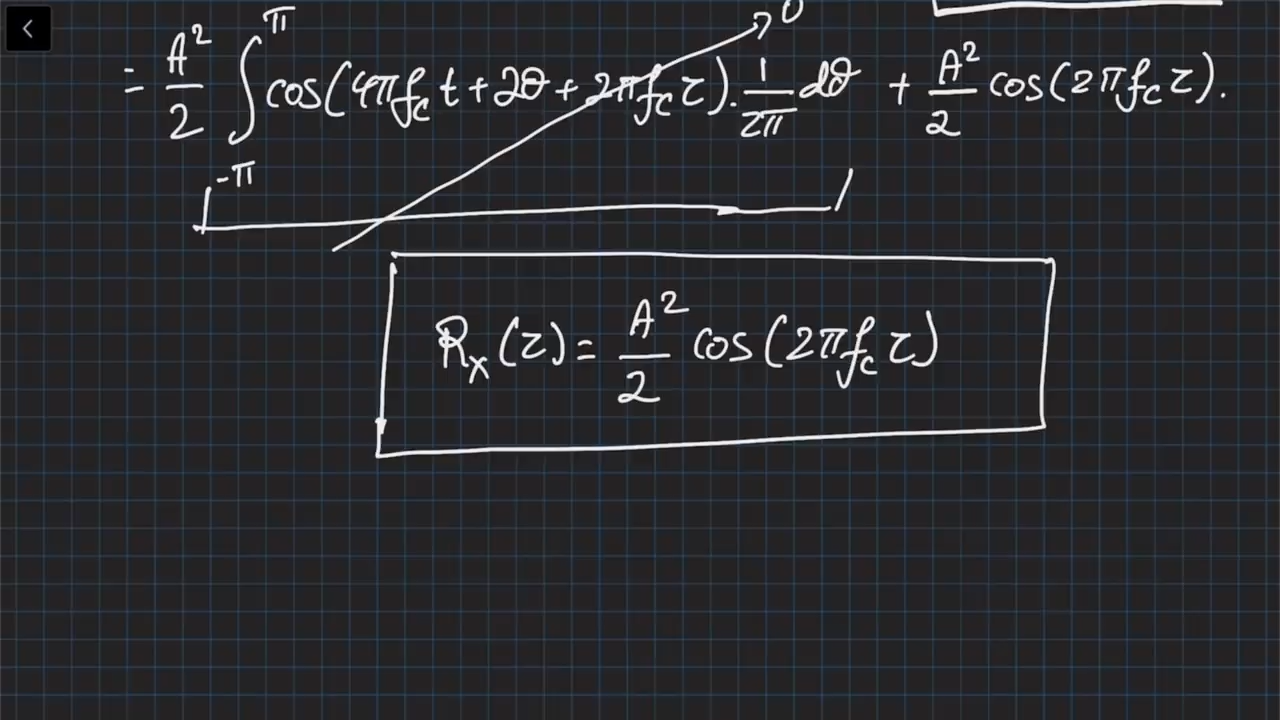 = A²/2 ∫_{-π}^{π} cos(4πf_c t + 2θ + 2πf_c τ) · 1/2π dθ → 0 + A²/2 cos(2πf_c τ).
R_x(τ) = A²/2 cos(2πf_c τ)